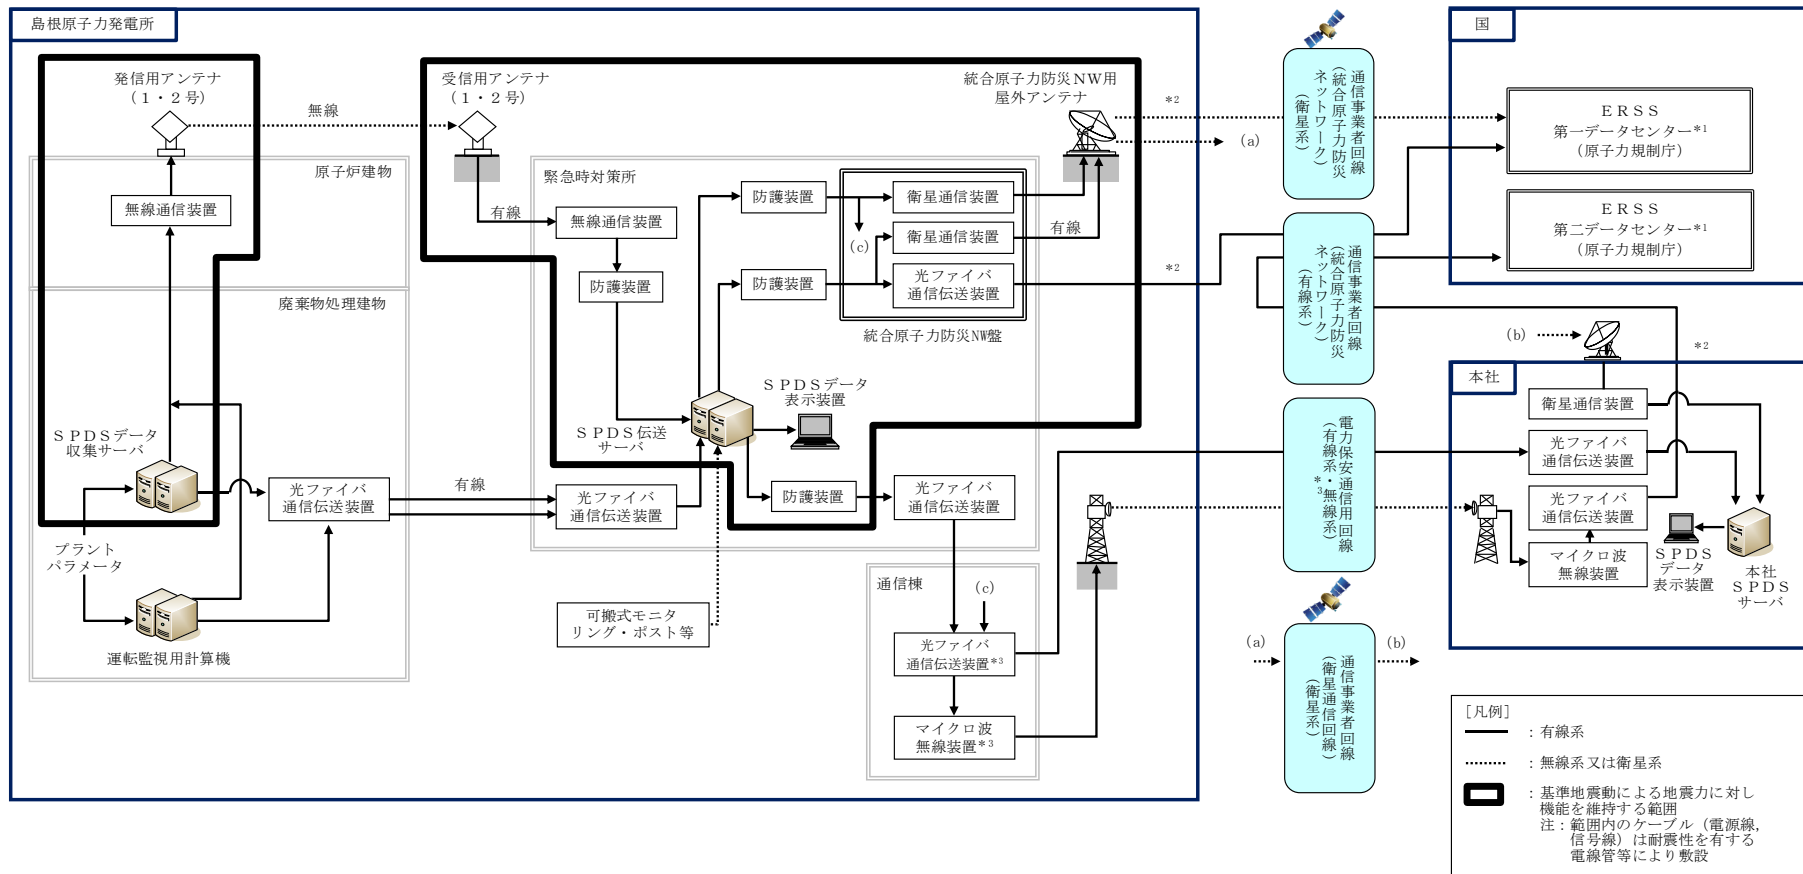 島根原子力発電所
発信用アンテナ
（１・２号）
無線
受信用アンテナ
（１・２号）
統合原子力防災ＮＷ用
屋外アンテナ
*2
(a)
原子炉建物
無線通信装置
有線
緊急時対策所
無線通信装置
防護装置
防護装置
衛星通信装置
(c)
衛星通信装置
有線
防護装置
光ファイバ
通信伝送装置
*2
統合原子力防災NW盤
廃棄物処理建物
ＳＰＤＳデータ
収集サーバ
光ファイバ
通信伝送装置
有線
光ファイバ
通信伝送装置
ＳＰＤＳ伝送
サーバ
ＳＰＤＳデータ
表示装置
防護装置
光ファイバ
通信伝送装置
プラント
パラメータ
運転監視用計算機
可搬式モニタ
リング・ポスト等
通信棟
(c)
光ファイバ
通信伝送装置*3
マイクロ波
無線装置*3
通信事業者回線
（統合原子力防災
ネットワーク）
（衛星系）
通信事業者回線
（統合原子力防災
ネットワーク）
（有線系）
電力保安通信用回線
（有線系・*3無線系）
(a)
(b)
通信事業者回線
（衛星通信回線）
（衛星系）
国
ＥＲＳＳ
第一データセンター*1
（原子力規制庁）
ＥＲＳＳ
第二データセンター*1
（原子力規制庁）
(b)
*2
本社
衛星通信装置
光ファイバ
通信伝送装置
光ファイバ
通信伝送装置
マイクロ波
無線装置
ＳＰＤＳ
データ
表示装置
本社
ＳＰＤＳ
サーバ
［凡例］
：有線系
：無線系又は衛星系
：基準地震動による地震力に対し
機能を維持する範囲
注：範囲内のケーブル（電源線，
信号線）は耐震性を有する
電線管等により敷設